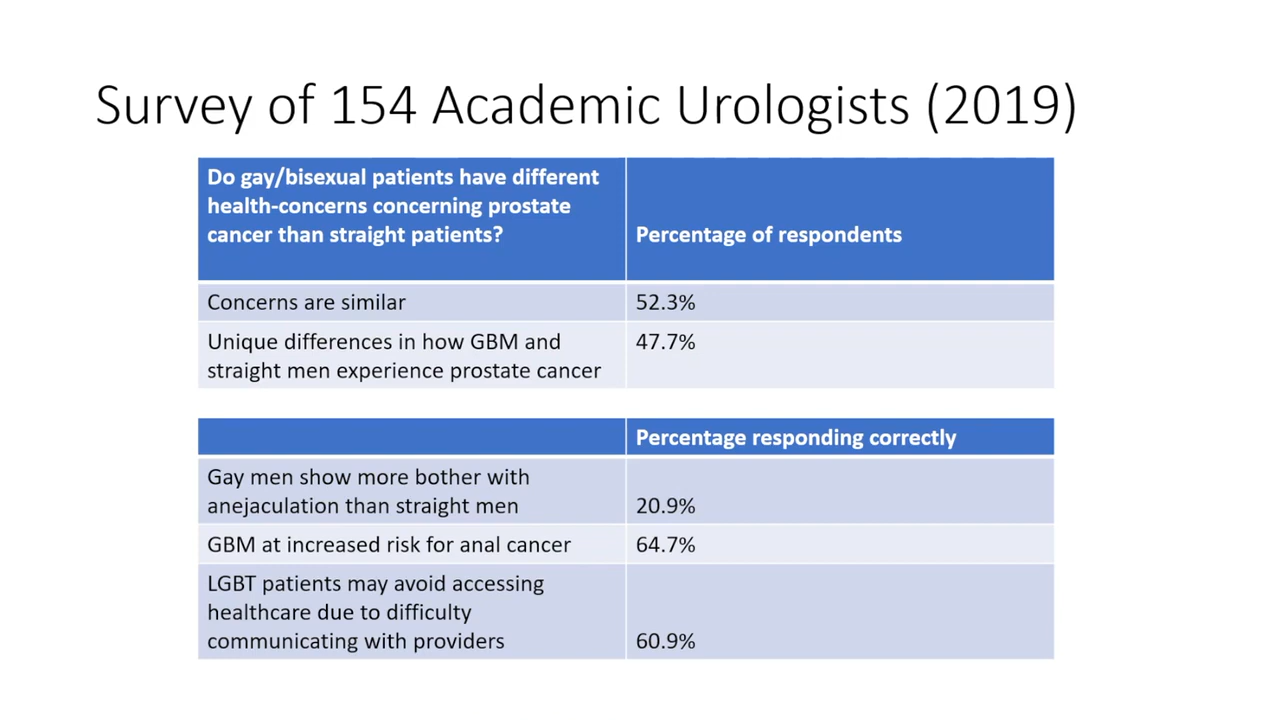 Survey of 154 Academic Urologists (2019)
Do gay/bisexual patients have different
health-concerns concerning prostate
cancer than straight patients?
Percentage of respondents
Concerns are similar
52.3%
Unique differences in how GBM and
straight men experience prostate cancer
47.7%
Percentage responding correctly
Gay men show more bother with
anejaculation than straight men
20.9%
GBM at increased risk for anal cancer
64.7%
LGBT patients may avoid accessing
healthcare due to difficulty
communicating with providers
60.9%